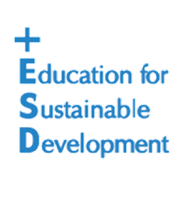 +
Education for
Sustainable
Development